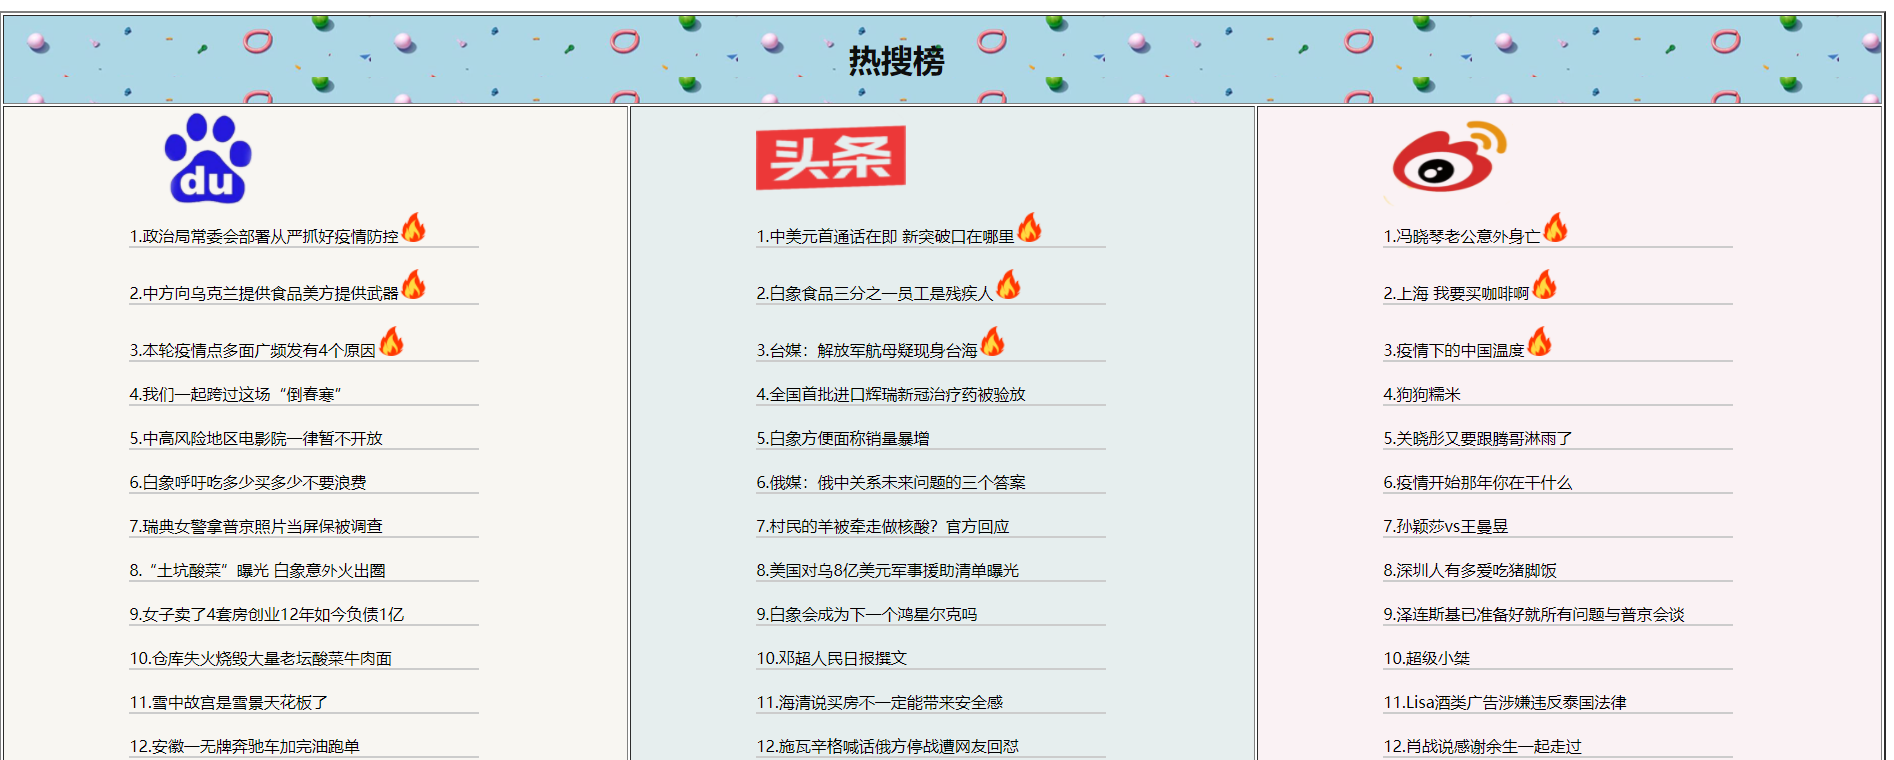 热搜榜
du
1.政治局常委会部署从严抓好疫情防控
2.中方向乌克兰提供食品美方提供武器
3.本轮疫情点多面广频发有4个原因
4.我们一起跨过这场“倒春寒”
5.中高风险地区电影院一律暂不开放
6.白象呼吁吃多少买多少不要浪费
7.瑞典女警拿普京照片当屏保被调查
8.“土坑酸菜”曝光 白象意外火出圈
9.女子卖了4套房创业12年如今负债1亿
10.仓库失火烧毁大量老坛酸菜牛肉面
11.雪中故宫是雪景天花板了
12.安徽一无牌奔驰车加完油跑单
头条
1.中美元首通话在即 新突破口在哪里
2.白象食品三分之一员工是残疾人
3.台媒：解放军航母疑现身台海
4.全国首批进口辉瑞新冠治疗药被验放
5.白象方便面称销量暴增
6.俄媒：俄中关系未来问题的三个答案
7.村民的羊被牵走做核酸？官方回应
8.美国对乌8亿美元军事援助清单曝光
9.白象会成为下一个鸿星尔克吗
10.邓超人民日报撰文
11.海清说买房不一定能带来安全感
12.施瓦辛格喊话俄方停战遭网友回怼
1.冯晓琴老公意外身亡
2.上海 我要买咖啡啊
3.疫情下的中国温度
4.狗狗糯米
5.关晓彤又要跟腾哥淋雨了
6.疫情开始那年你在干什么
7.孙颖莎vs王曼昱
8.深圳人有多爱吃猪脚饭
9.泽连斯基已准备好就所有问题与普京会谈
10.超级小桀
11.Lisa酒类广告涉嫌违反泰国法律
12.肖战说感谢余生一起走过